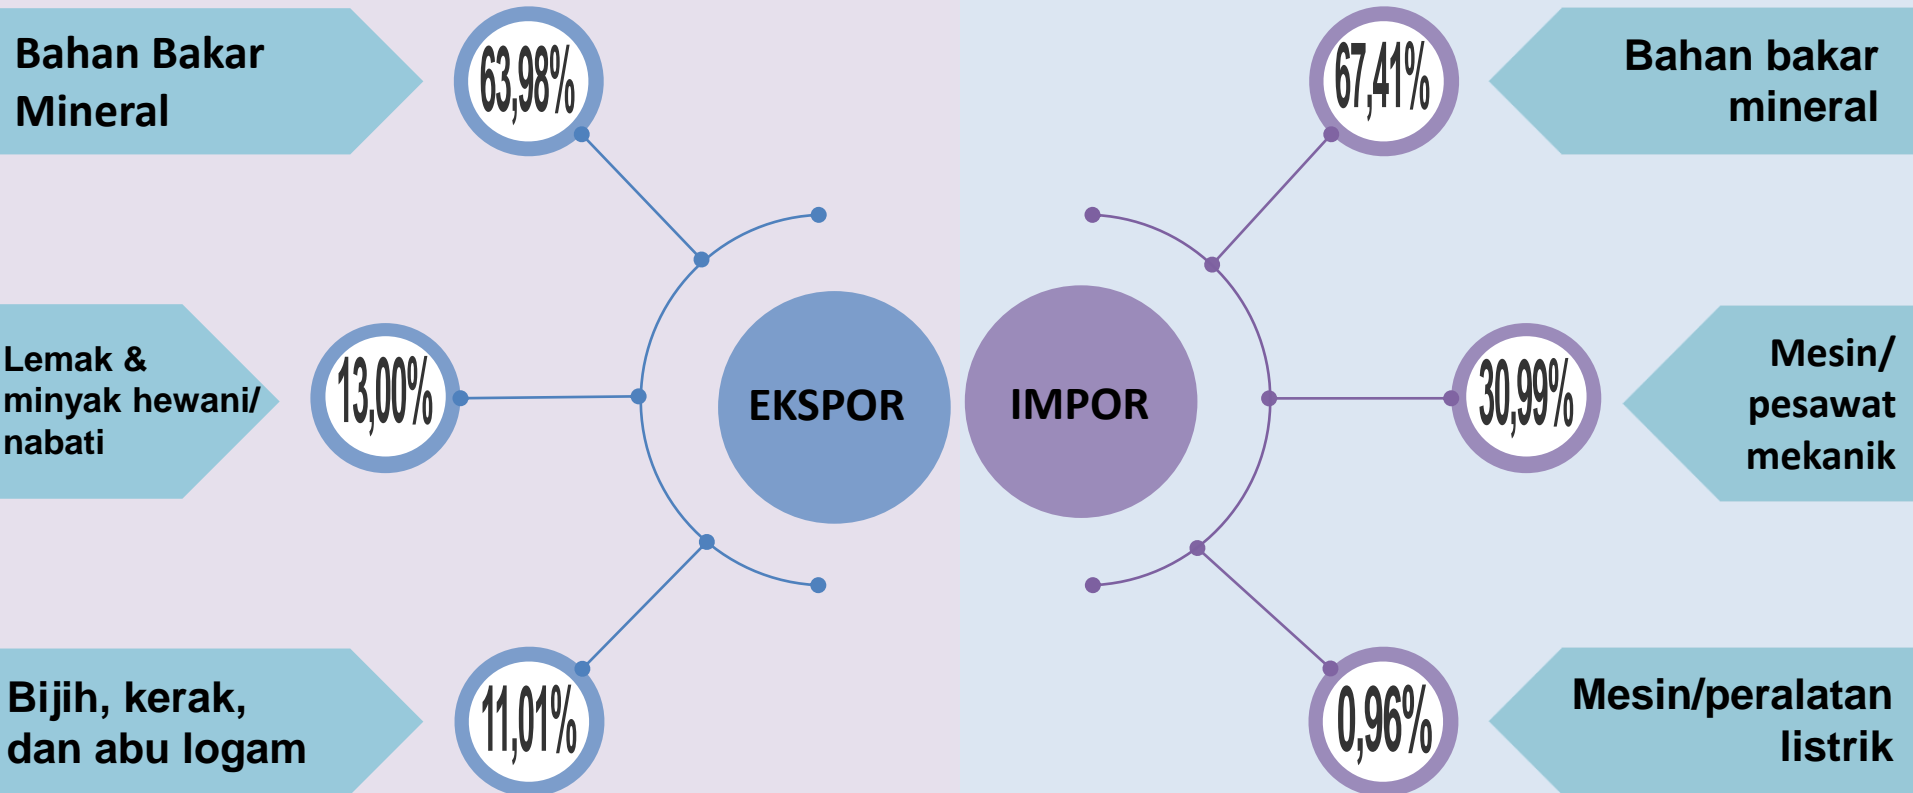 Bahan Bakar
Mineral
63,98%
Lemak &
minyak hewani/
nabati
13,00%
Bijih, kerak,
dan abu logam
11,01%
EKSPOR
IMPOR
67,41%
Bahan bakar
mineral
30,99%
Mesin/
pesawat
mekanik
0,96%
Mesin/peralatan
listrik